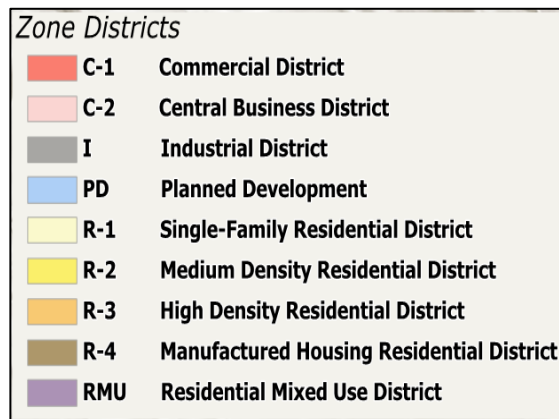 Zone Districts
C-1 Commercial District
C-2 Central Business District
I Industrial District
PD Planned Development
R-1 Single-Family Residential District
R-2 Medium Density Residential District
R-3 High Density Residential District
R-4 Manufactured Housing Residential District
RMU Residential Mixed Use District